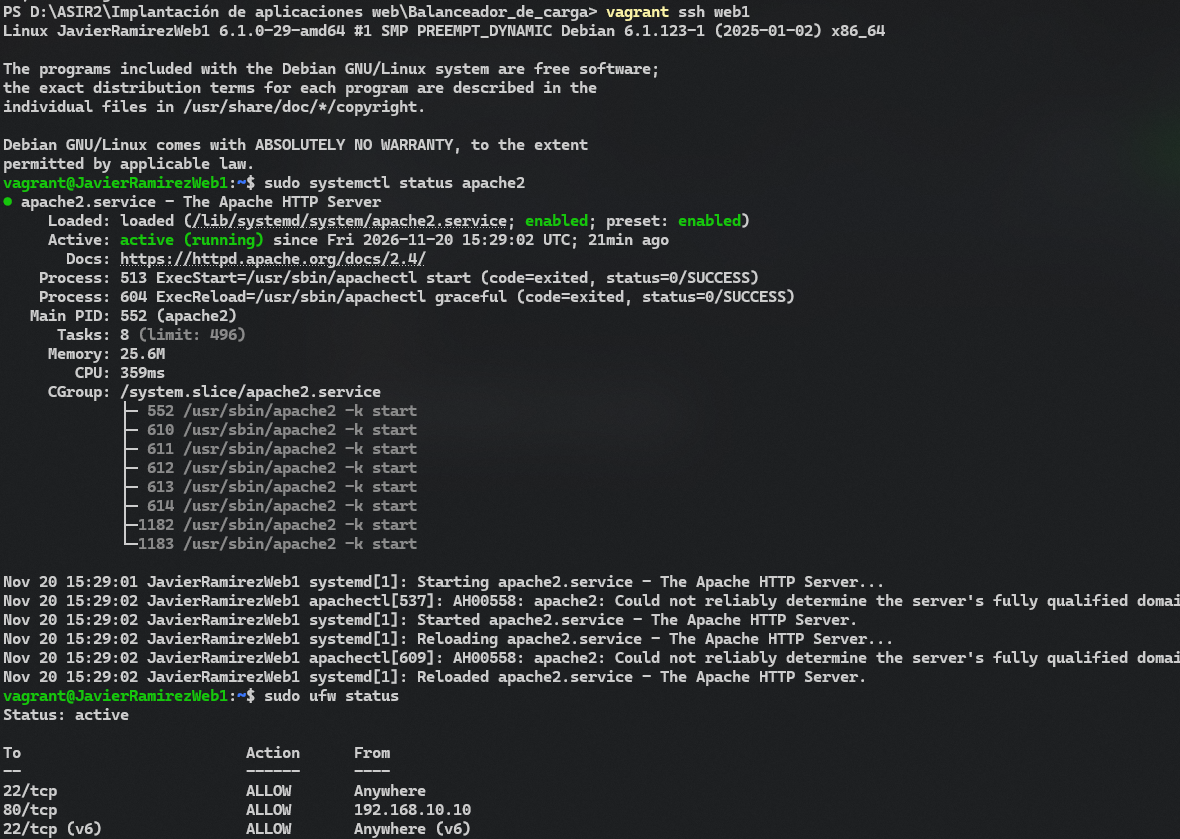 PS D:\ASIR2\Implantación de aplicaciones web\Balanceador_de_carga> vagrant ssh web1
Linux JavierRamirezWeb1 6.1.0-29-amd64 #1 SMP PREEMPT_DYNAMIC Debian 6.1.123-1 (2025-01-02) x86_64
The programs included with the Debian GNU/Linux system are free software;
the exact distribution terms for each program are described in the
individual files in /usr/share/doc/*/copyright.
Debian GNU/Linux comes with ABSOLUTELY NO WARRANTY, to the extent
permitted by applicable law.
vagrant@JavierRamirezWeb1:~$ sudo systemctl status apache2
● apache2.service - The Apache HTTP Server
Loaded: loaded (/lib/systemd/system/apache2.service; enabled; preset: enabled)
Active: active (running) since Fri 2026-11-20 15:29:02 UTC; 21min ago
Docs: https://httpd.apache.org/docs/2.4/
Process: 513 ExecStart=/usr/sbin/apachectl start (code=exited, status=0/SUCCESS)
Process: 604 ExecReload=/usr/sbin/apachectl graceful (code=exited, status=0/SUCCESS)
Main PID: 552 (apache2)
Tasks: 8 (limit: 496)
Memory: 25.6M
CPU: 359ms
CGroup: /system.slice/apache2.service
├─ 552 /usr/sbin/apache2 -k start
├─ 610 /usr/sbin/apache2 -k start
├─ 611 /usr/sbin/apache2 -k start
├─ 612 /usr/sbin/apache2 -k start
├─ 613 /usr/sbin/apache2 -k start
├─ 614 /usr/sbin/apache2 -k start
├─1182 /usr/sbin/apache2 -k start
└─1183 /usr/sbin/apache2 -k start
Nov 20 15:29:01 JavierRamirezWeb1 systemd[1]: Starting apache2.service - The Apache HTTP Server...
Nov 20 15:29:02 JavierRamirezWeb1 apachectl[537]: AH00558: apache2: Could not reliably determine the server's fully qualified domai
Nov 20 15:29:02 JavierRamirezWeb1 systemd[1]: Started apache2.service - The Apache HTTP Server.
Nov 20 15:29:02 JavierRamirezWeb1 systemd[1]: Reloading apache2.service - The Apache HTTP Server...
Nov 20 15:29:02 JavierRamirezWeb1 apachectl[609]: AH00558: apache2: Could not reliably determine the server's fully qualified domai
Nov 20 15:29:02 JavierRamirezWeb1 systemd[1]: Reloaded apache2.service - The Apache HTTP Server.
vagrant@JavierRamirezWeb1:~$ sudo ufw status
Status: active
To Action From
-- ------ ----
22/tcp ALLOW Anywhere
80/tcp ALLOW 192.168.10.10
22/tcp (v6) ALLOW Anywhere (v6)